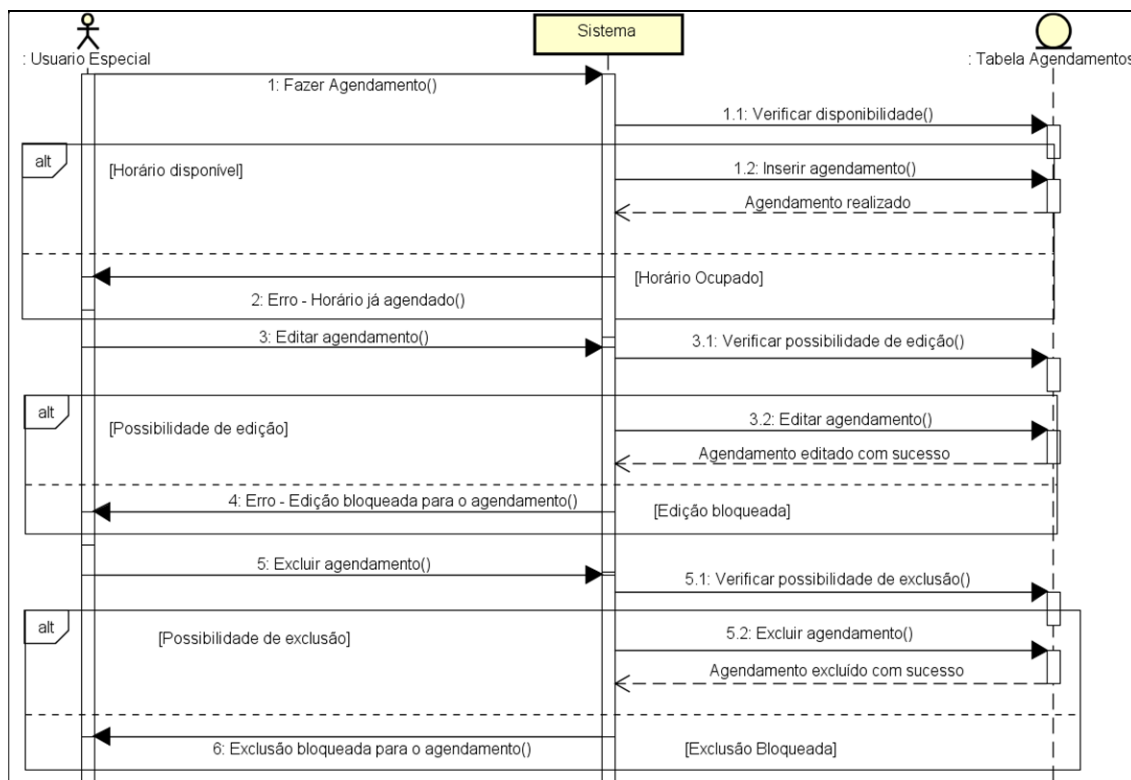 Sistema
: Usuario Especial
: Tabela Agendamentos
1: Fazer Agendamento()
1.1: Verificar disponibilidade()
alt
[Horário disponível]
1.2: Inserir agendamento()
Agendamento realizado
[Horário Ocupado]
2: Erro - Horário já agendado()
3: Editar agendamento()
3.1: Verificar possibilidade de edição()
alt
[Possibilidade de edição]
3.2: Editar agendamento()
Agendamento editado com sucesso
4: Erro - Edição bloqueada para o agendamento()
[Edição bloqueada]
5: Excluir agendamento()
5.1: Verificar possibilidade de exclusão()
alt
[Possibilidade de exclusão]
5.2: Excluir agendamento()
Agendamento excluído com sucesso
6: Exclusão bloqueada para o agendamento()
[Exclusão Bloqueada]